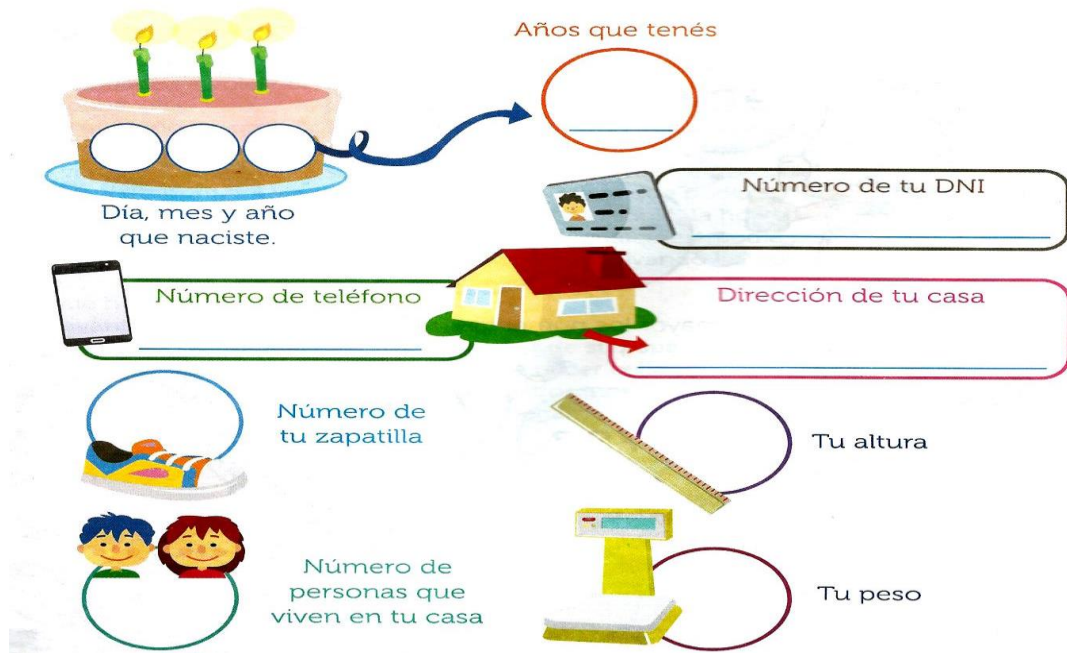 Años que tenés
Día, mes y año
que naciste.
Número de tu DNI
Número de teléfono
Dirección de tu casa
Número de
tu zapatilla
Tu altura
Número de
personas que
viven en tu casa
Tu peso